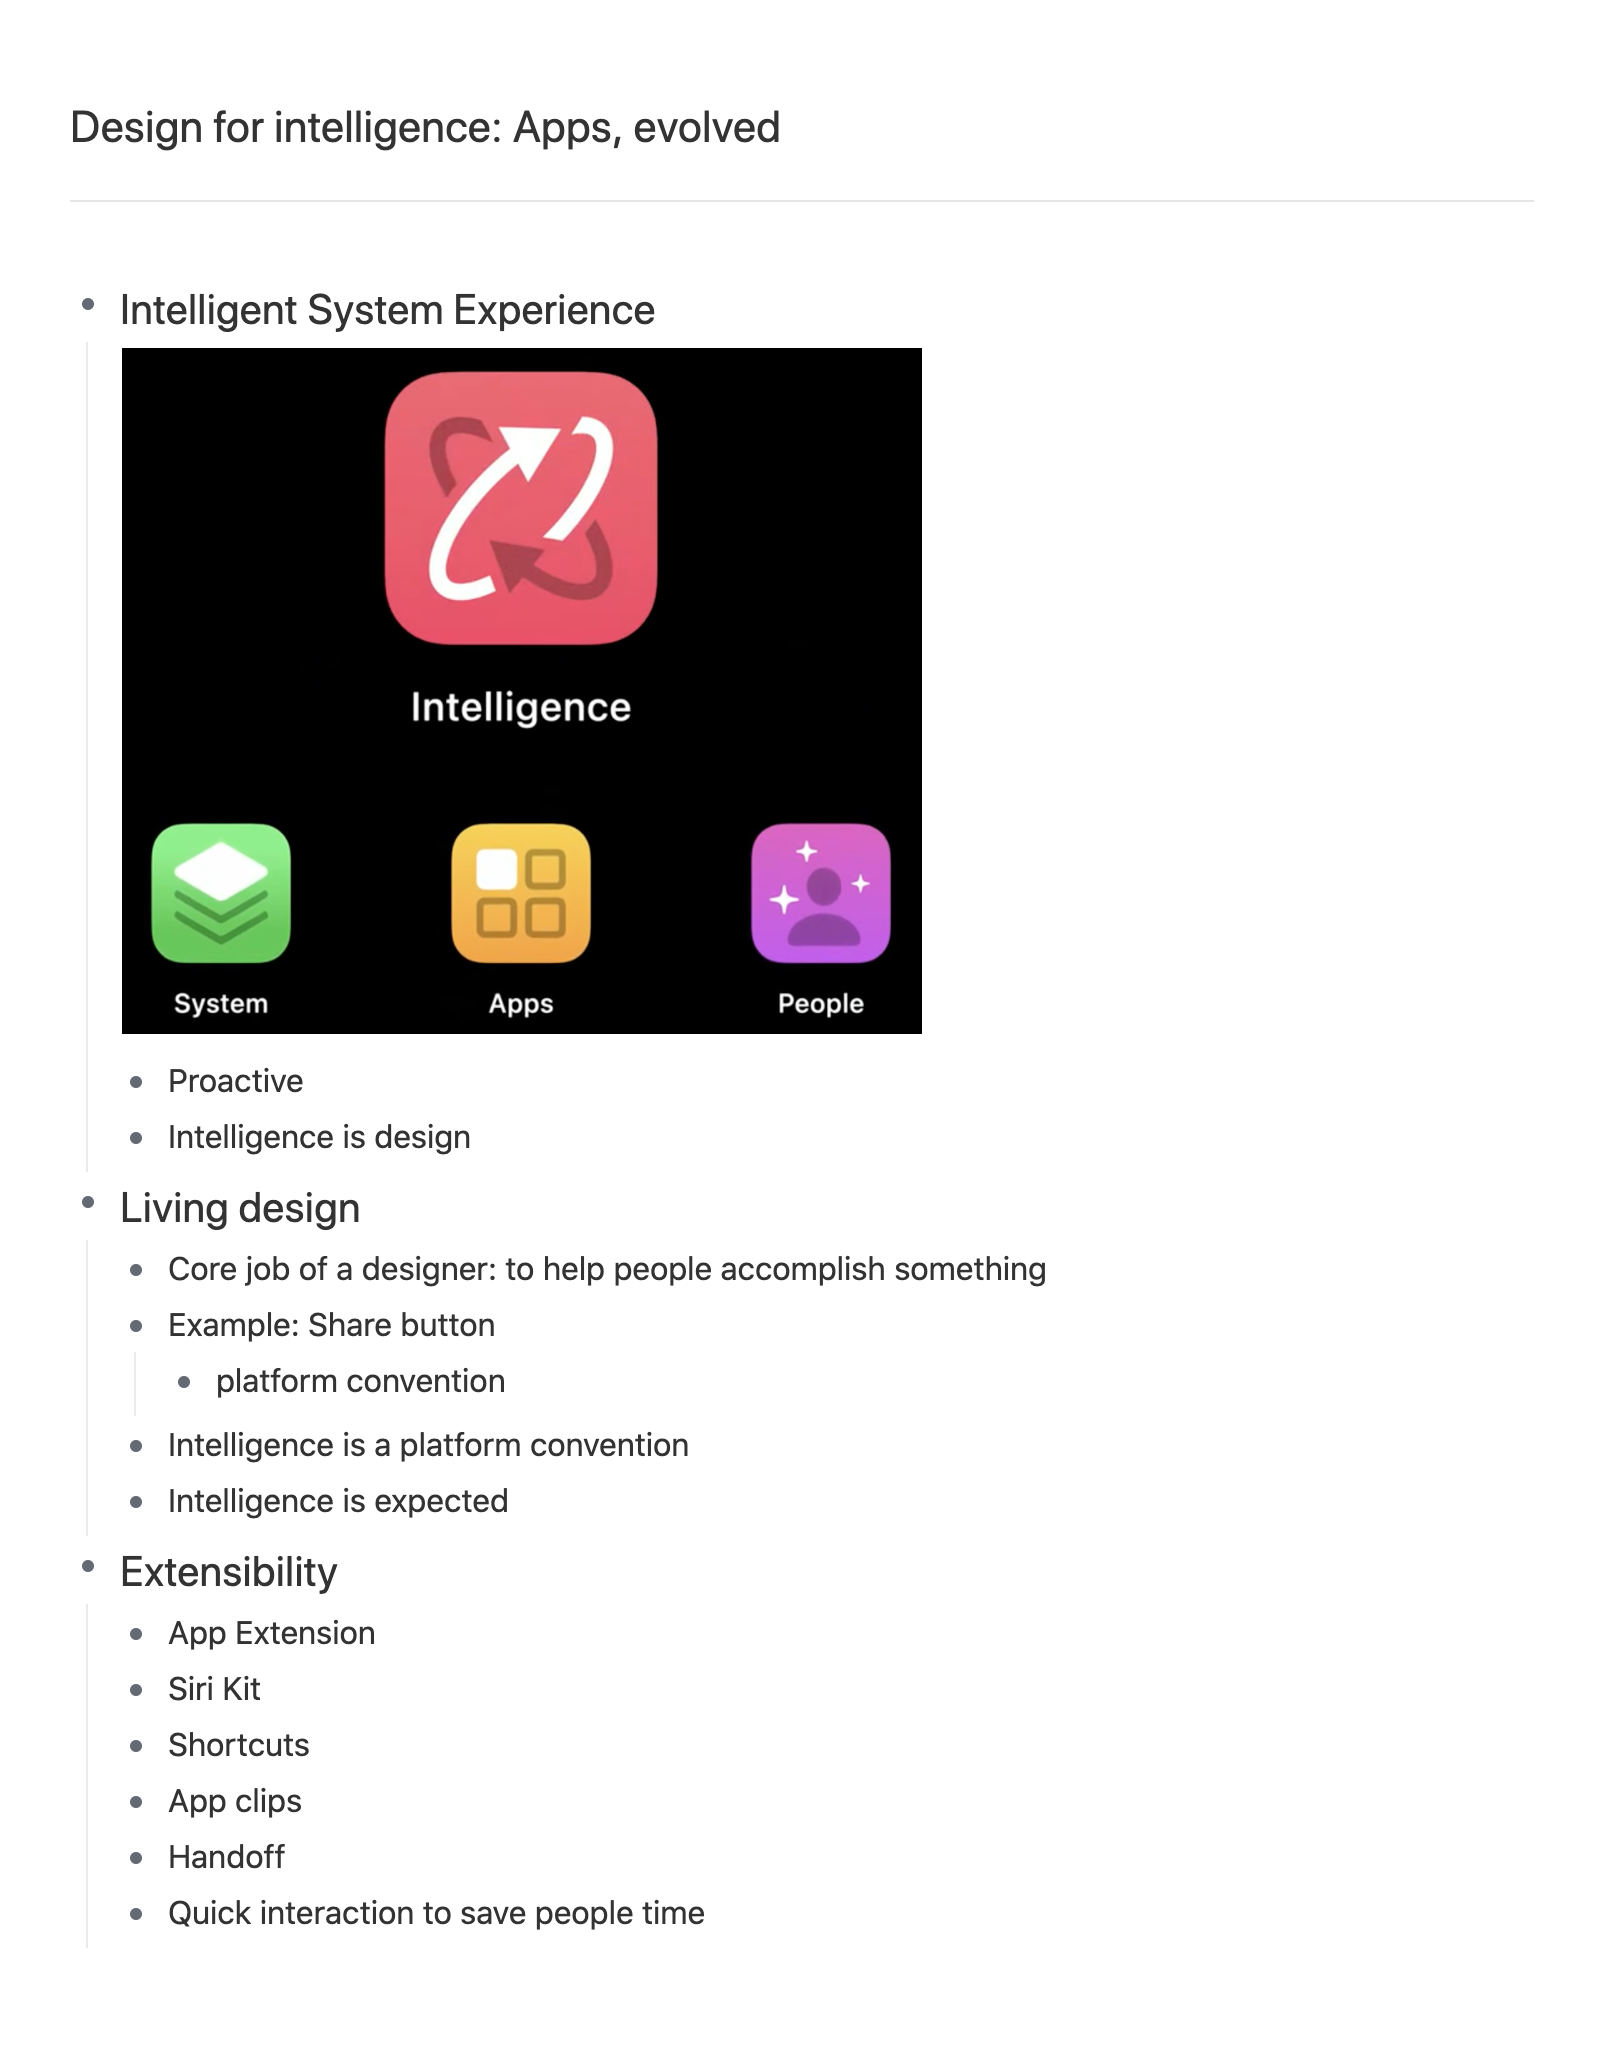 Design for intelligence: Apps, evolved
Intelligent System Experience
Intelligence
System
Apps
People
Proactive
Intelligence is design
Living design
Core job of a designer: to help people accomplish something
Example: Share button
platform convention
Intelligence is a platform convention
Intelligence is expected
Extensibility
App Extension
Siri Kit
Shortcuts
App clips
Handoff
Quick interaction to save people time